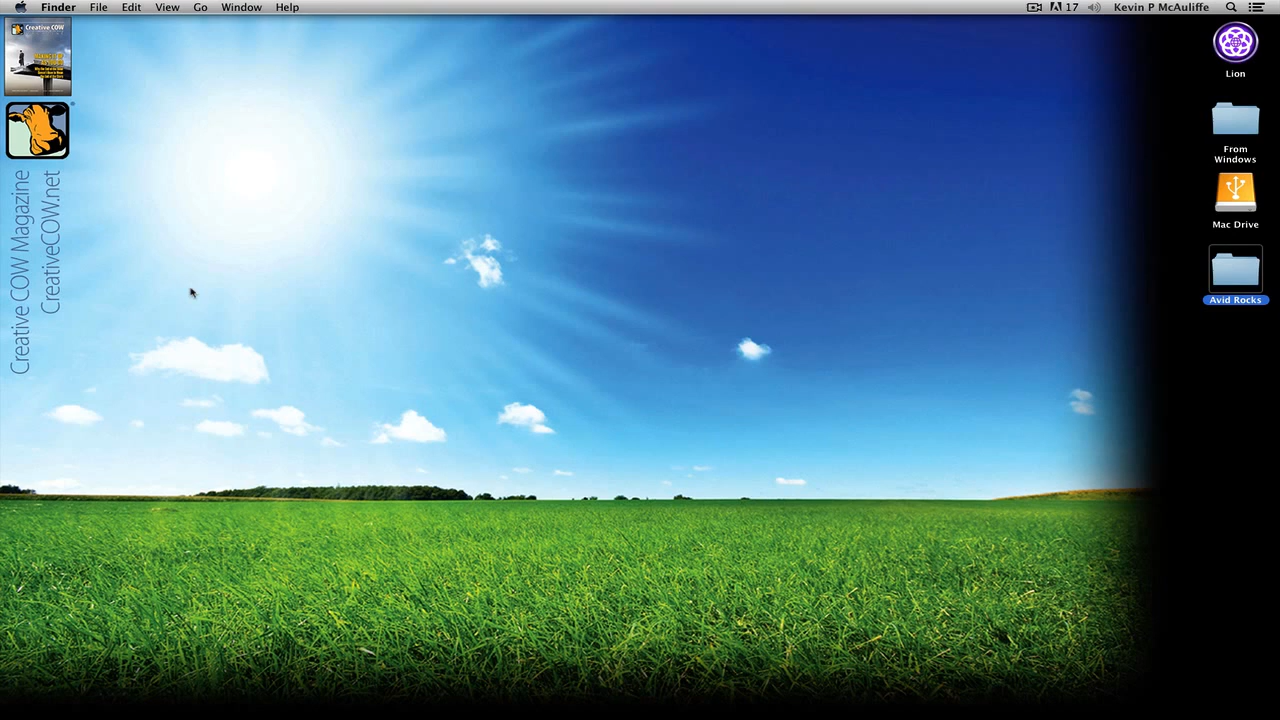 Finder File Edit View Go Window Help
17 Kevin P McAuliffe
Creative COW
Creative COW Magazine
CreativeCOW.net
Lion
From
Windows
Mac Drive
Avid Rocks